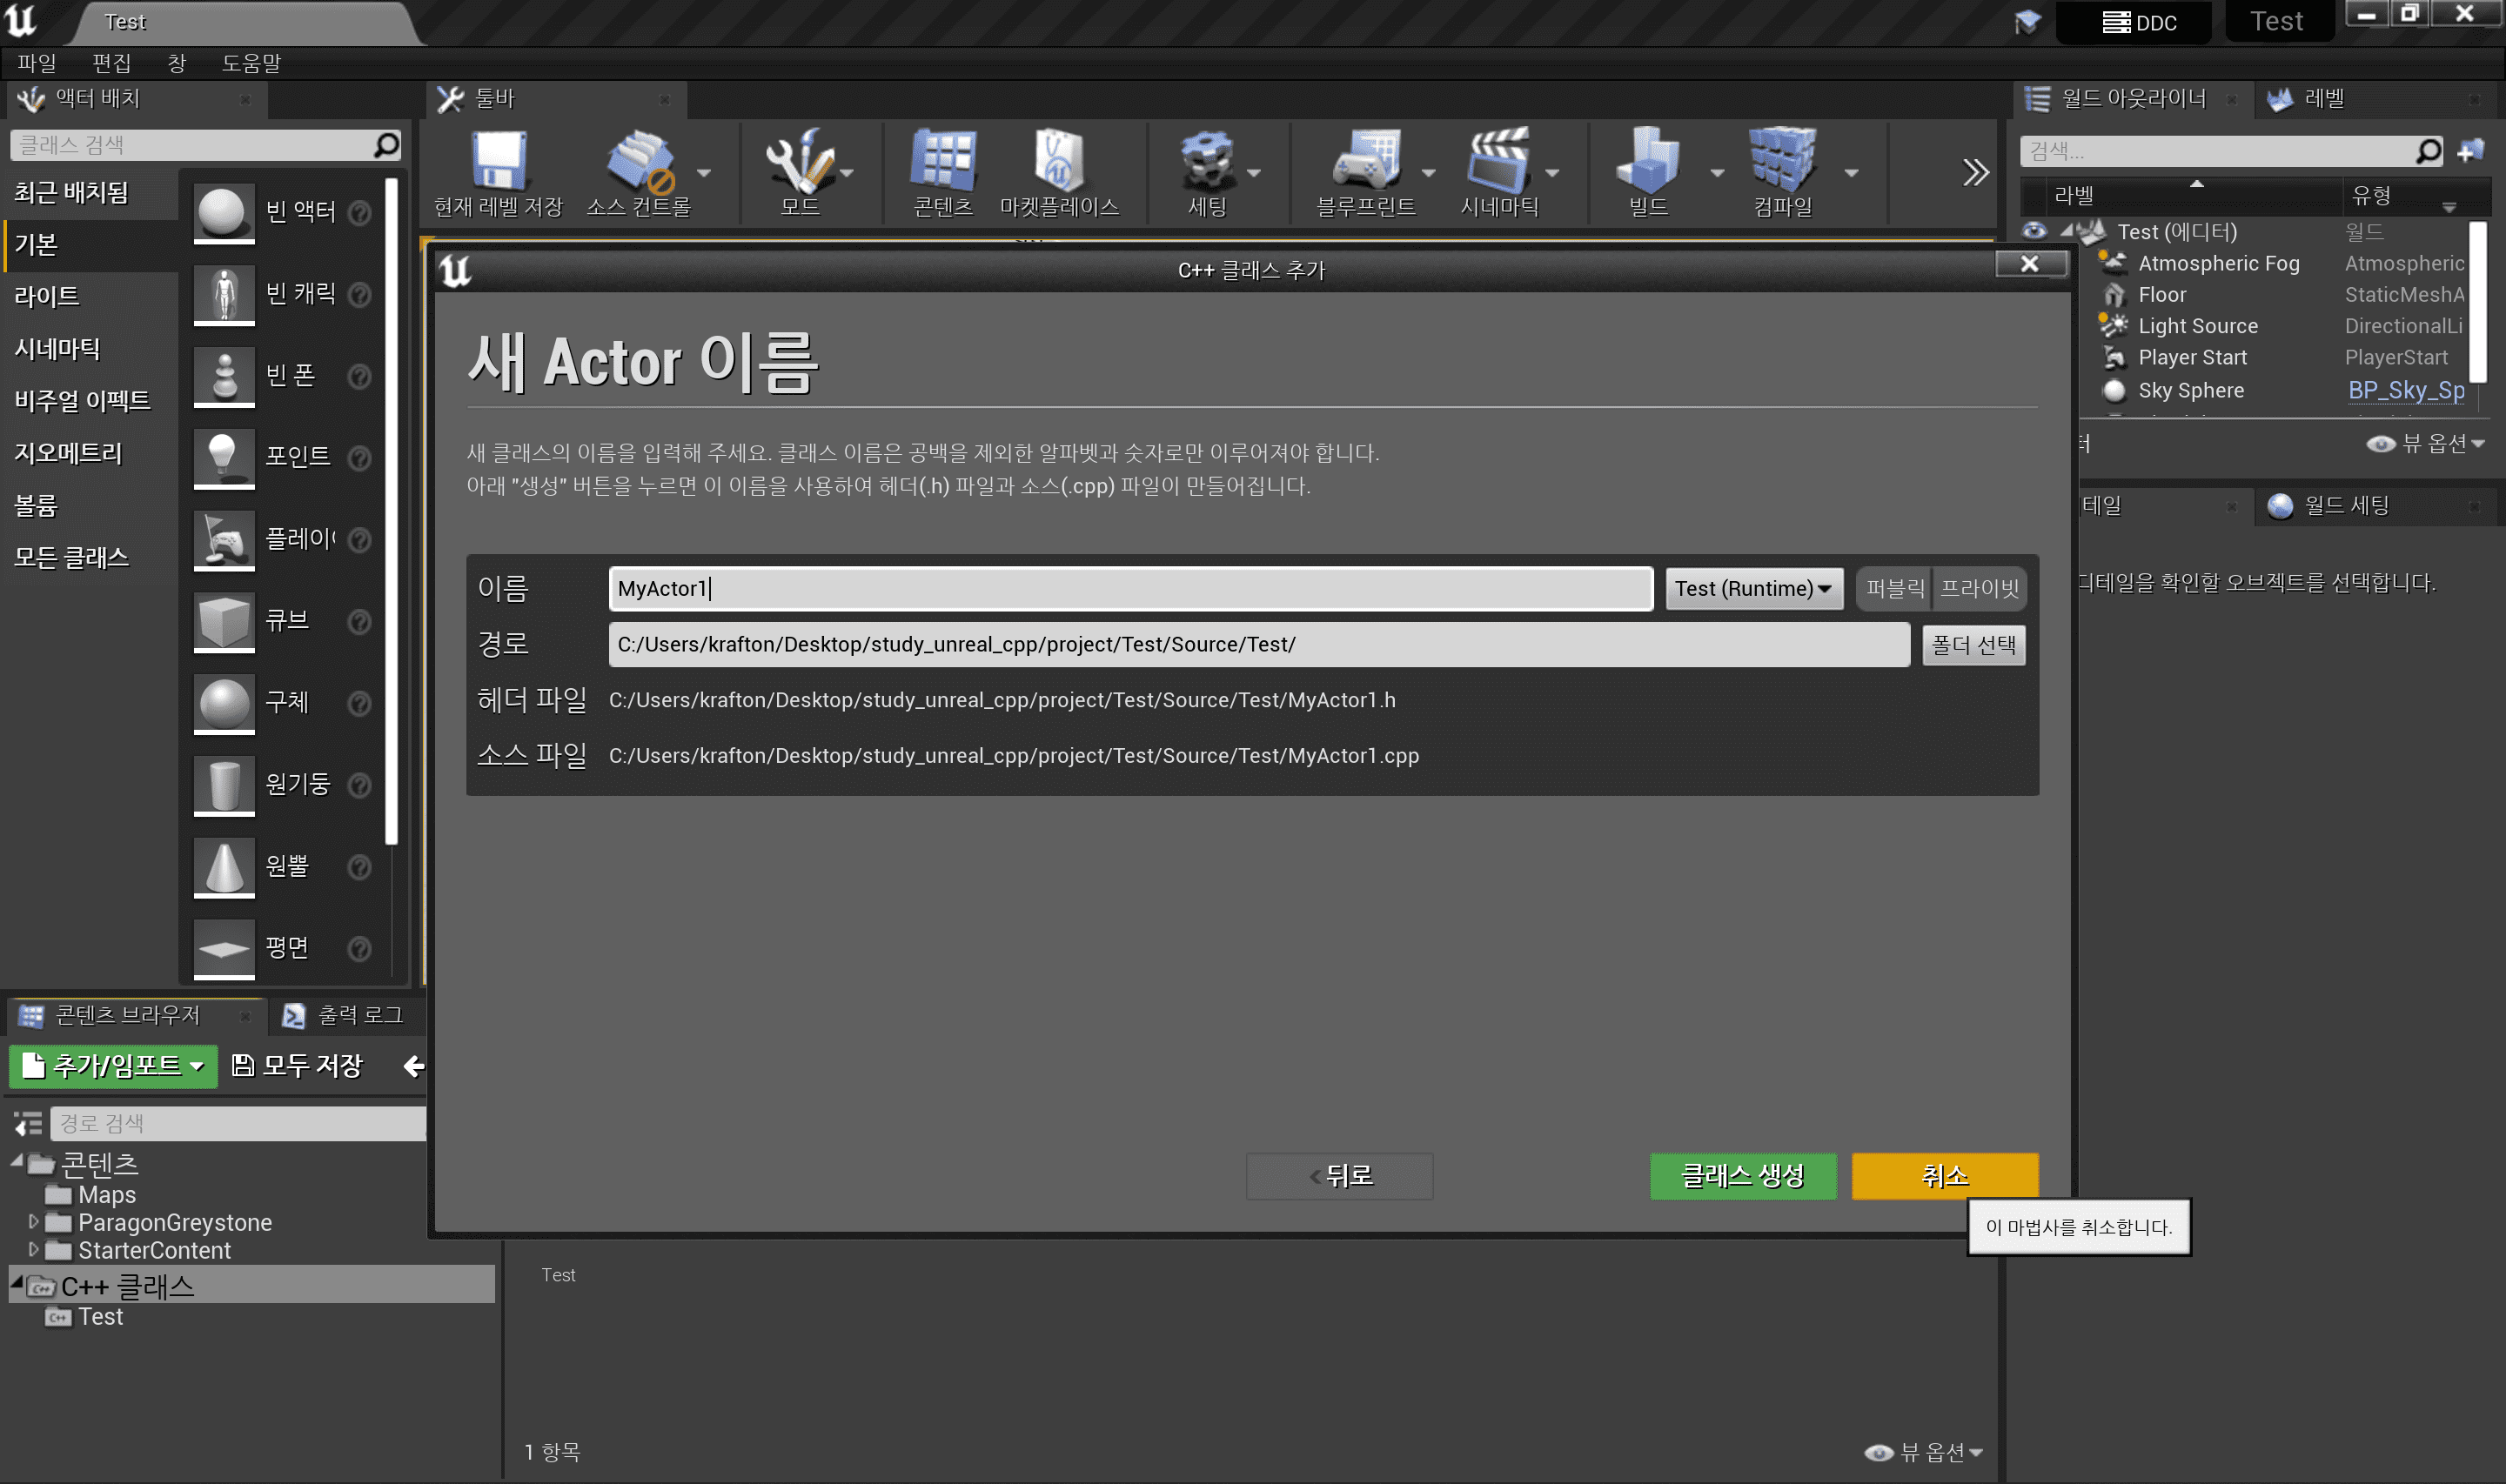 Test
DDC
Test
파일 편집 창 도움말
액터 배치
툴바
월드 아웃라이너
레벨
클래스 검색
최근 배치됨
기본
라이트
시네마틱
비주얼 이펙트
지오메트리
볼륨
모든 클래스
빈 액터
빈 캐릭
빈 폰
포인트
플레이
큐브
구체
원기둥
원뿔
평면
현재 레벨 저장
소스 컨트롤
모드
콘텐츠
마켓플레이스
세팅
블루프린트
시네마틱
빌드
컴파일
검색...
라벨 유형
Test (에디터) 월드
Atmospheric Fog Atmospheric
Floor StaticMeshA
Light Source DirectionalLi
Player Start PlayerStart
Sky Sphere BP_Sky_Sp
터
뷰 옵션
테일
월드 세팅
디테일을 확인할 오브젝트를 선택합니다.
C++ 클래스 추가
새 Actor 이름
새 클래스의 이름을 입력해 주세요. 클래스 이름은 공백을 제외한 알파벳과 숫자로만 이루어져야 합니다.
아래 "생성" 버튼을 누르면 이 이름을 사용하여 헤더(.h) 파일과 소스(.cpp) 파일이 만들어집니다.
이름 MyActor1 Test (Runtime) 퍼블릭 프라이빗
경로 C:/Users/krafton/Desktop/study_unreal_cpp/project/Test/Source/Test/ 폴더 선택
헤더 파일 C:/Users/krafton/Desktop/study_unreal_cpp/project/Test/Source/Test/MyActor1.h
소스 파일 C:/Users/krafton/Desktop/study_unreal_cpp/project/Test/Source/Test/MyActor1.cpp
뒤로
클래스 생성
취소
이 마법사를 취소합니다.
콘텐츠 브라우저
출력 로그
추가/임포트
모두 저장
경로 검색
콘텐츠
Maps
ParagonGreystone
StarterContent
C++ 클래스
Test
Test
1 항목
뷰 옵션